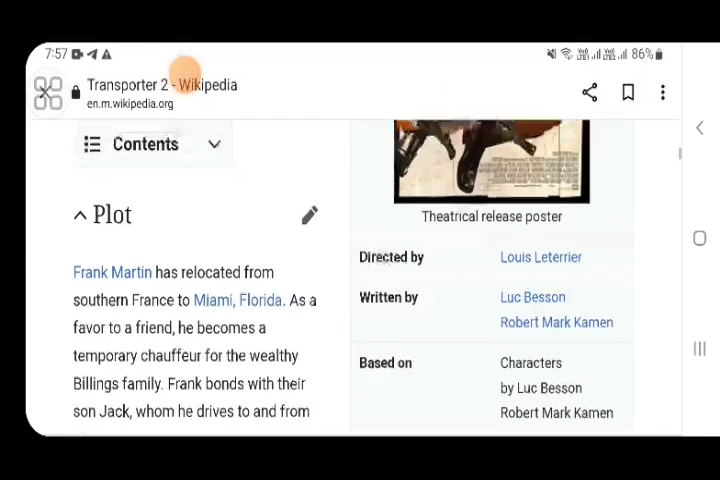 7:57
86%
Transporter 2 - Wikipedia
en.m.wikipedia.org
Contents
Plot
Frank Martin has relocated from
southern France to Miami, Florida. As a
favor to a friend, he becomes a
temporary chauffeur for the wealthy
Billings family. Frank bonds with their
son Jack, whom he drives to and from
Theatrical release poster
Directed by Louis Leterrier
Written by Luc Besson
Robert Mark Kamen
Based on Characters
by Luc Besson
Robert Mark Kamen